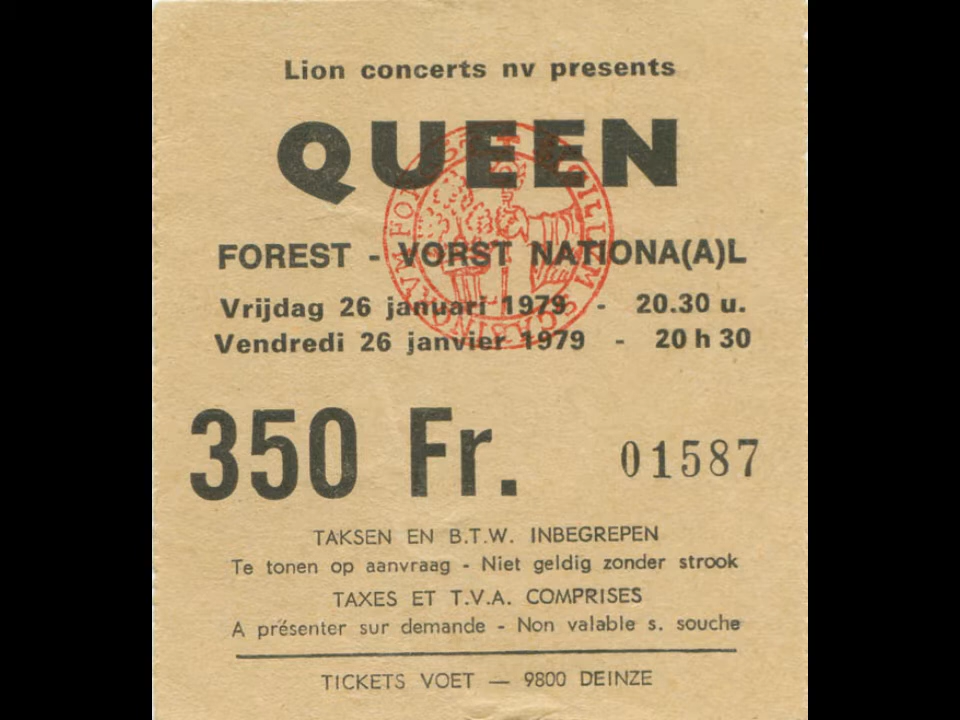 Lion concerts nv presents
QUEEN
FOREST - VORST NATIONA(A)L
Vrijdag 26 januari 1979 - 20.30 u.
Vendredi 26 janvier 1979 - 20 h 30
350 Fr.
01587
TAKSEN EN B.T.W. INBEGREPEN
Te tonen op aanvraag - Niet geldig zonder strook
TAXES ET T.V.A. COMPRISES
A présenter sur demande - Non valable s. souche
TICKETS VOET — 9800 DEINZE